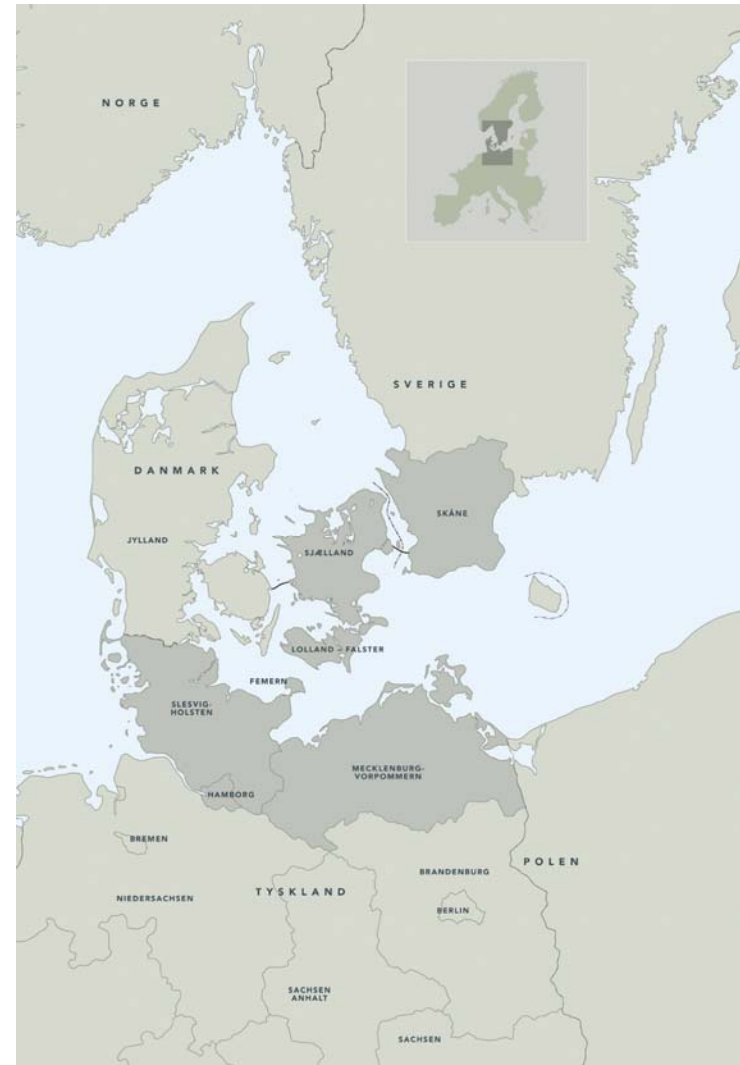 NORGE
SVERIGE
DANMARK
SKÅNE
JYLLAND
SJÆLLAND
LOLLAND – FALSTER
FEMERN
SLESVIG-
HOLSTEN
MECKLENBURG-
VORPOMMERN
HAMBORG
BREMEN
POLEN
BRANDENBURG
TYSKLAND
NIEDERSACHSEN
BERLIN
SACHSEN
ANHALT
SACHSEN